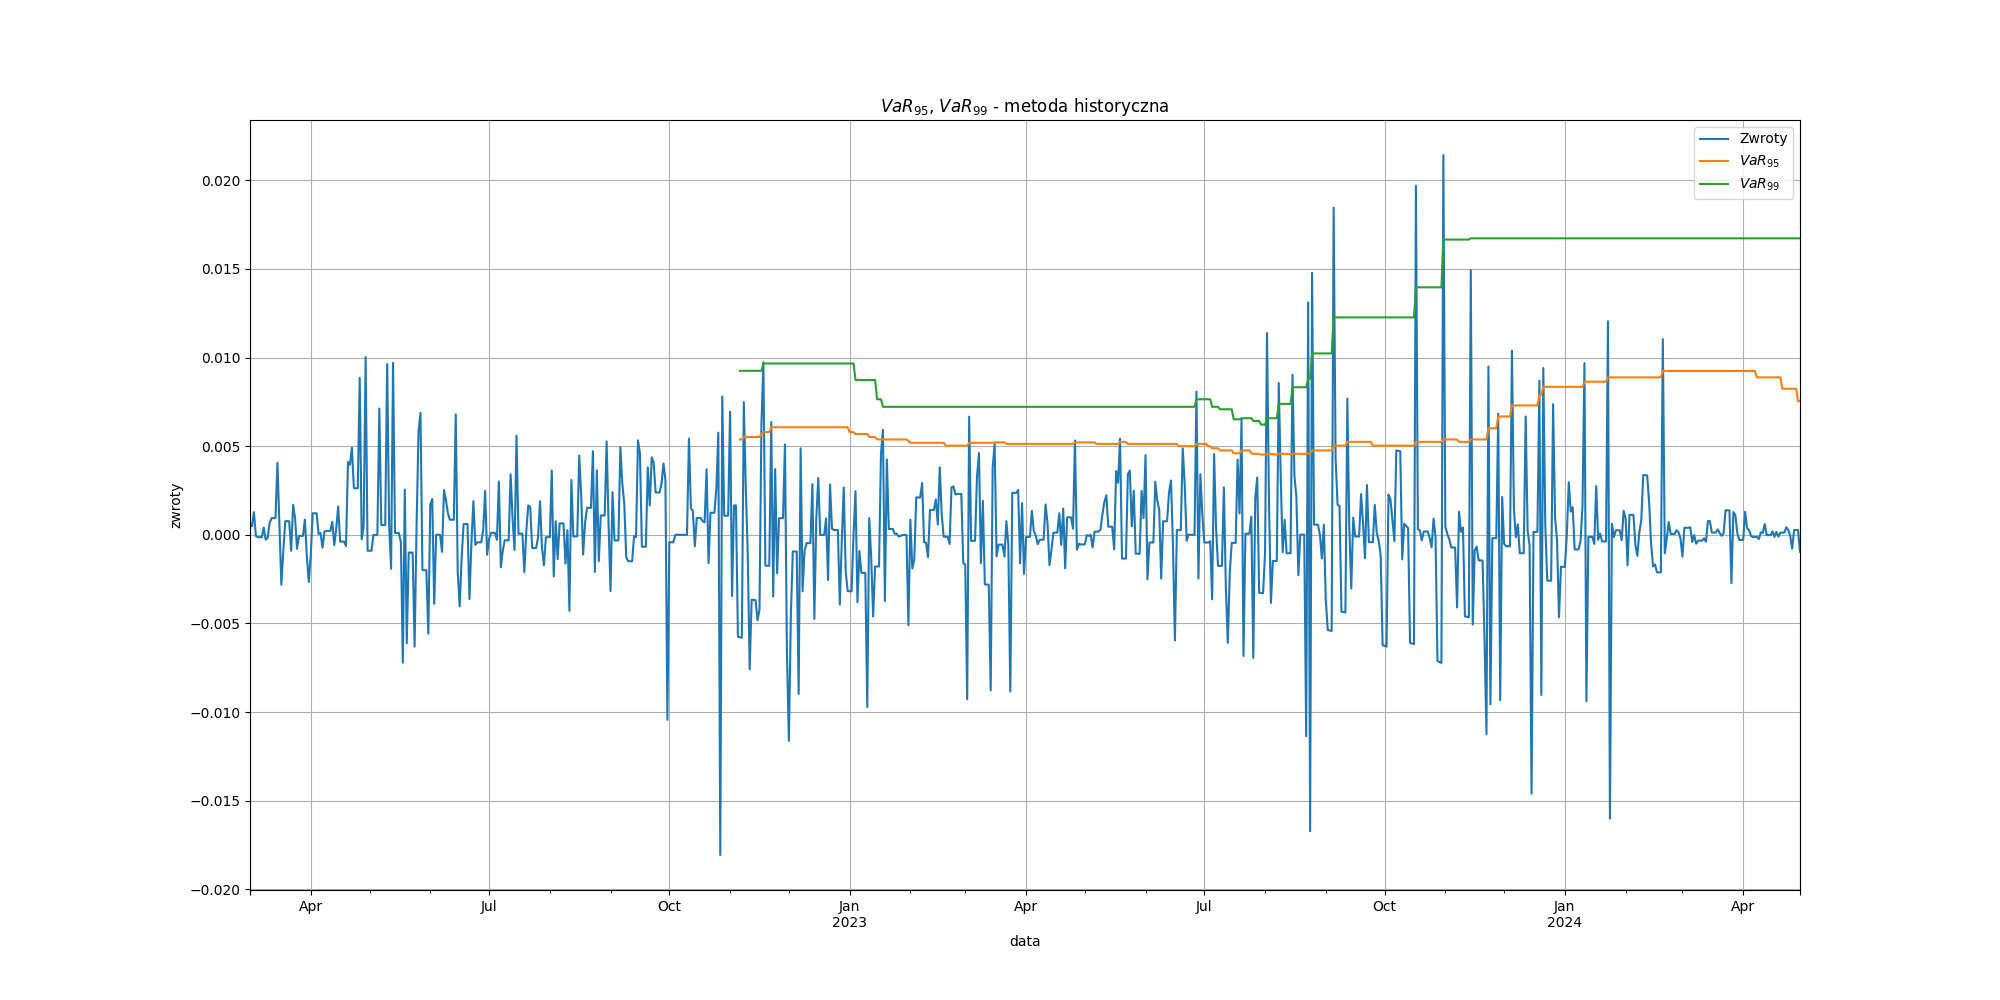 VaR95, VaR99 - metoda historyczna
Zwroty
VaR95
VaR99
zwroty
0.020
0.015
0.010
0.005
0.000
−0.005
−0.010
−0.015
−0.020
Apr Jul Oct Jan Apr Jul Oct Jan Apr
2023 2024
data